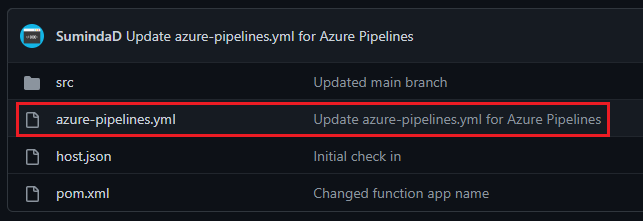 SumindaD Update azure-pipelines.yml for Azure Pipelines
src Updated main branch
azure-pipelines.yml Update azure-pipelines.yml for Azure Pipelines
host.json Initial check in
pom.xml Changed function app name